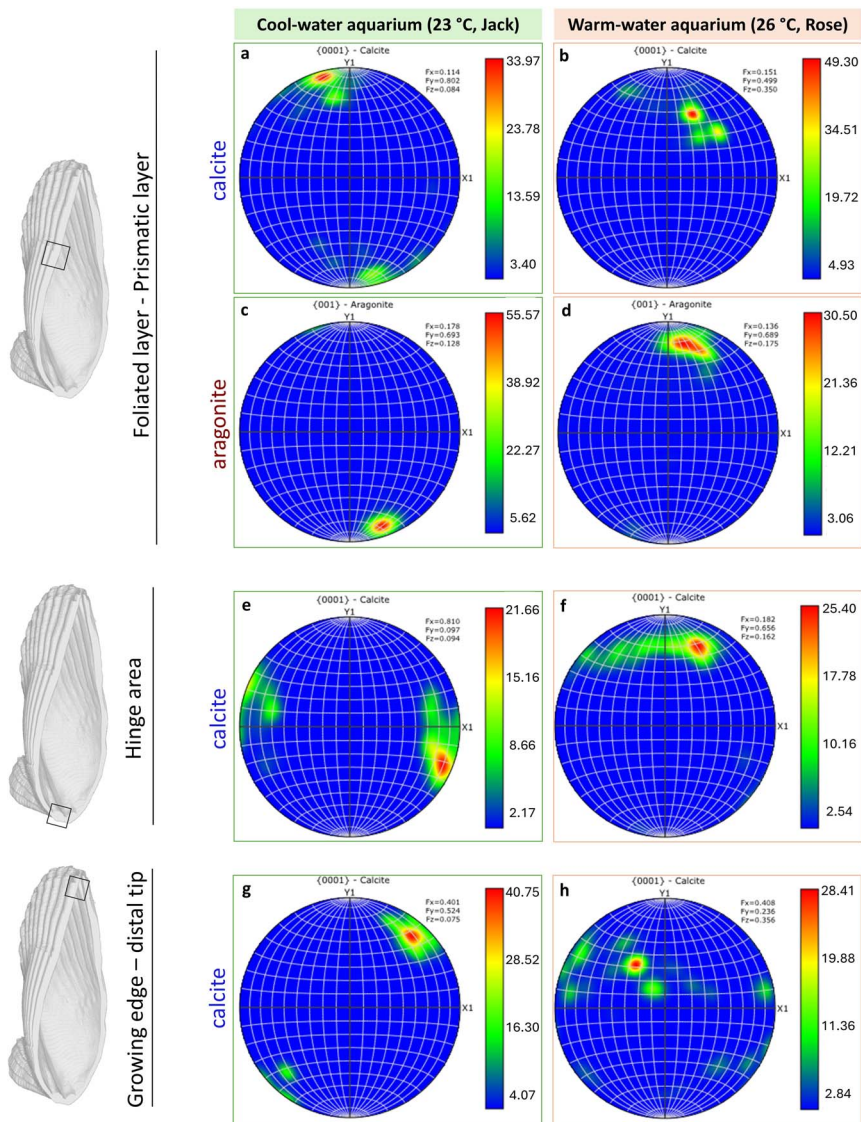 Cool-water aquarium (23 °C, Jack)
Warm-water aquarium (26 °C, Rose)
Foliated layer - Prismatic layer
calcite
a
{0001} - Calcite
Y1
X1
Fx=0.114
Fy=0.802
Fz=0.084
33.97
23.78
13.59
3.40
b
{0001} - Calcite
Y1
X1
Fx=0.151
Fy=0.499
Fz=0.350
49.30
34.51
19.72
4.93
aragonite
c
{001} - Aragonite
Y1
X1
Fx=0.178
Fy=0.693
Fz=0.128
55.57
38.92
22.27
5.62
d
{001} - Aragonite
Y1
X1
Fx=0.136
Fy=0.689
Fz=0.175
30.50
21.36
12.21
3.06
Hinge area
calcite
e
{0001} - Calcite
Y1
X1
Fx=0.810
Fy=0.097
Fz=0.094
21.66
15.16
8.66
2.17
f
{0001} - Calcite
Y1
X1
Fx=0.182
Fy=0.656
Fz=0.162
25.40
17.78
10.16
2.54
Growing edge – distal tip
calcite
g
{0001} - Calcite
Y1
X1
Fx=0.401
Fy=0.524
Fz=0.075
40.75
28.52
16.30
4.07
h
{0001} - Calcite
Y1
X1
Fx=0.408
Fy=0.236
Fz=0.356
28.41
19.88
11.36
2.84